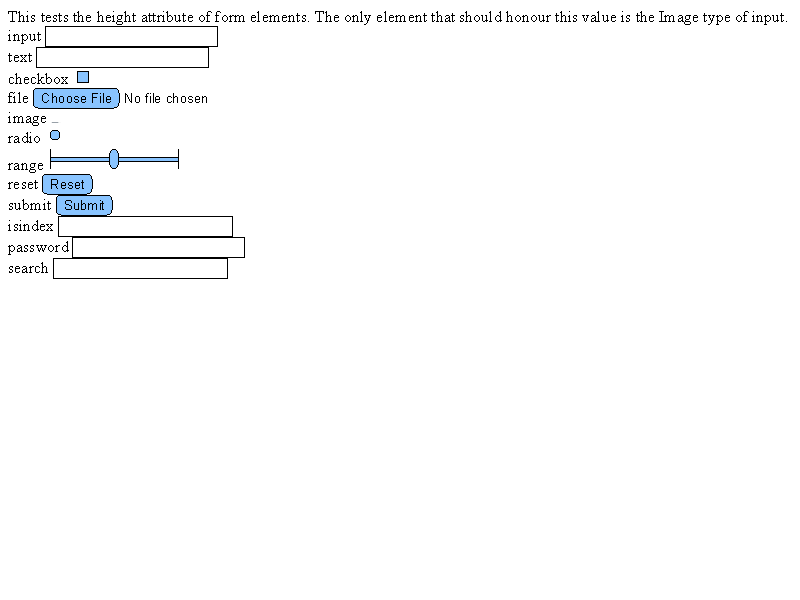 This tests the height attribute of form elements. The only element that should honour this value is the Image type of input.
input
text
checkbox
file Choose File No file chosen
image
radio
range
reset Reset
submit Submit
isindex
password
search